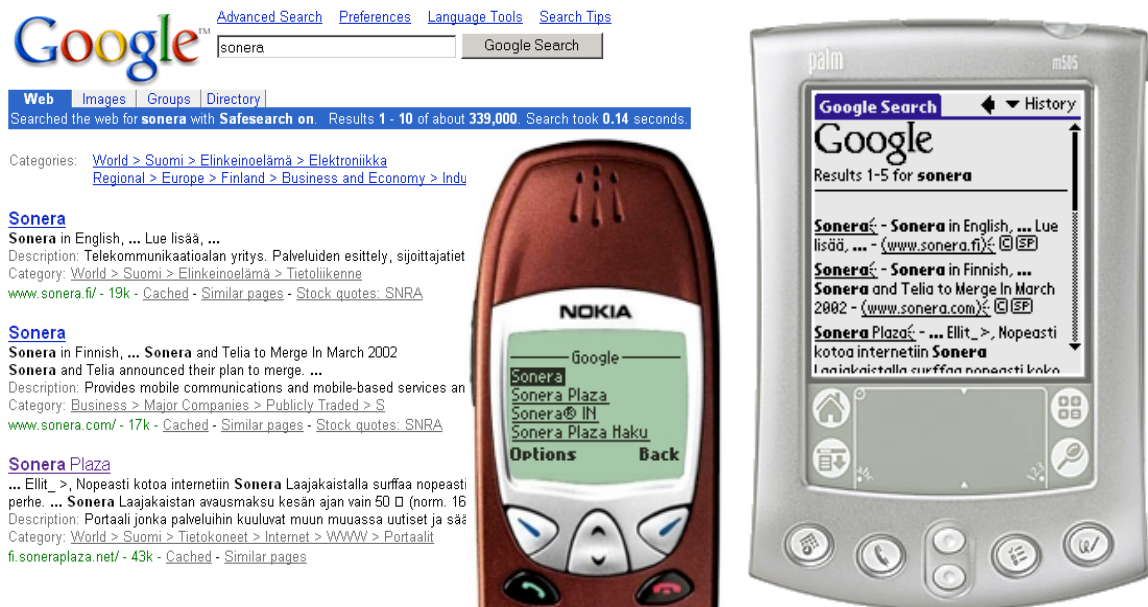 Google™
Advanced Search Preferences Language Tools Search Tips
sonera Google Search
Web Images Groups Directory
Searched the web for sonera with Safesearch on. Results 1 - 10 of about 339,000. Search took 0.14 seconds.
Categories: World > Suomi > Elinkeinoelämä > Elektroniikka
Regional > Europe > Finland > Business and Economy > Indu
Sonera
Sonera in English, ... Lue lisää, ...
Description: Telekommunikaatioalan yritys. Palveluiden esittely, sijoittajatiet
Category: World > Suomi > Elinkeinoelämä > Tietoliikenne
www.sonera.fi/ - 19k - Cached - Similar pages - Stock quotes: SNRA
Sonera
Sonera in Finnish, ... Sonera and Telia to Merge In March 2002
Sonera and Telia announced their plan to merge. ...
Description: Provides mobile communications and mobile-based services an
Category: Business > Major Companies > Publicly Traded > S
www.sonera.com/ - 17k - Cached - Similar pages - Stock quotes: SNRA
Sonera Plaza
... Ellit_ >, Nopeasti kotoa internetiin Sonera Laajakaistalla surffaa nopeasti
perhe. ... Sonera Laajakaistan avausmaksu kesän ajan vain 50 □ (norm. 16
Description: Portaali jonka palveluihin kuuluvat muun muassa uutiset ja sää
Category: World > Suomi > Tietokoneet > Internet > WWW > Portaalit
fi.soneraplaza.net/ - 43k - Cached - Similar pages
NOKIA
Google
Sonera
Sonera Plaza
Sonera® IN
Sonera Plaza Haku
Options Back
palm m505
Google Search History
Google
Results 1-5 for sonera
Sonera - Sonera in English, ... Lue
lisää, ... - (www.sonera.fi) C SP
Sonera - Sonera in Finnish, ...
Sonera and Telia to Merge In March
2002 - (www.sonera.com) C SP
Sonera Plaza - ... Ellit_ >, Nopeasti
kotoa internetiin Sonera
Laajakaistalla surffaa nopeasti koko